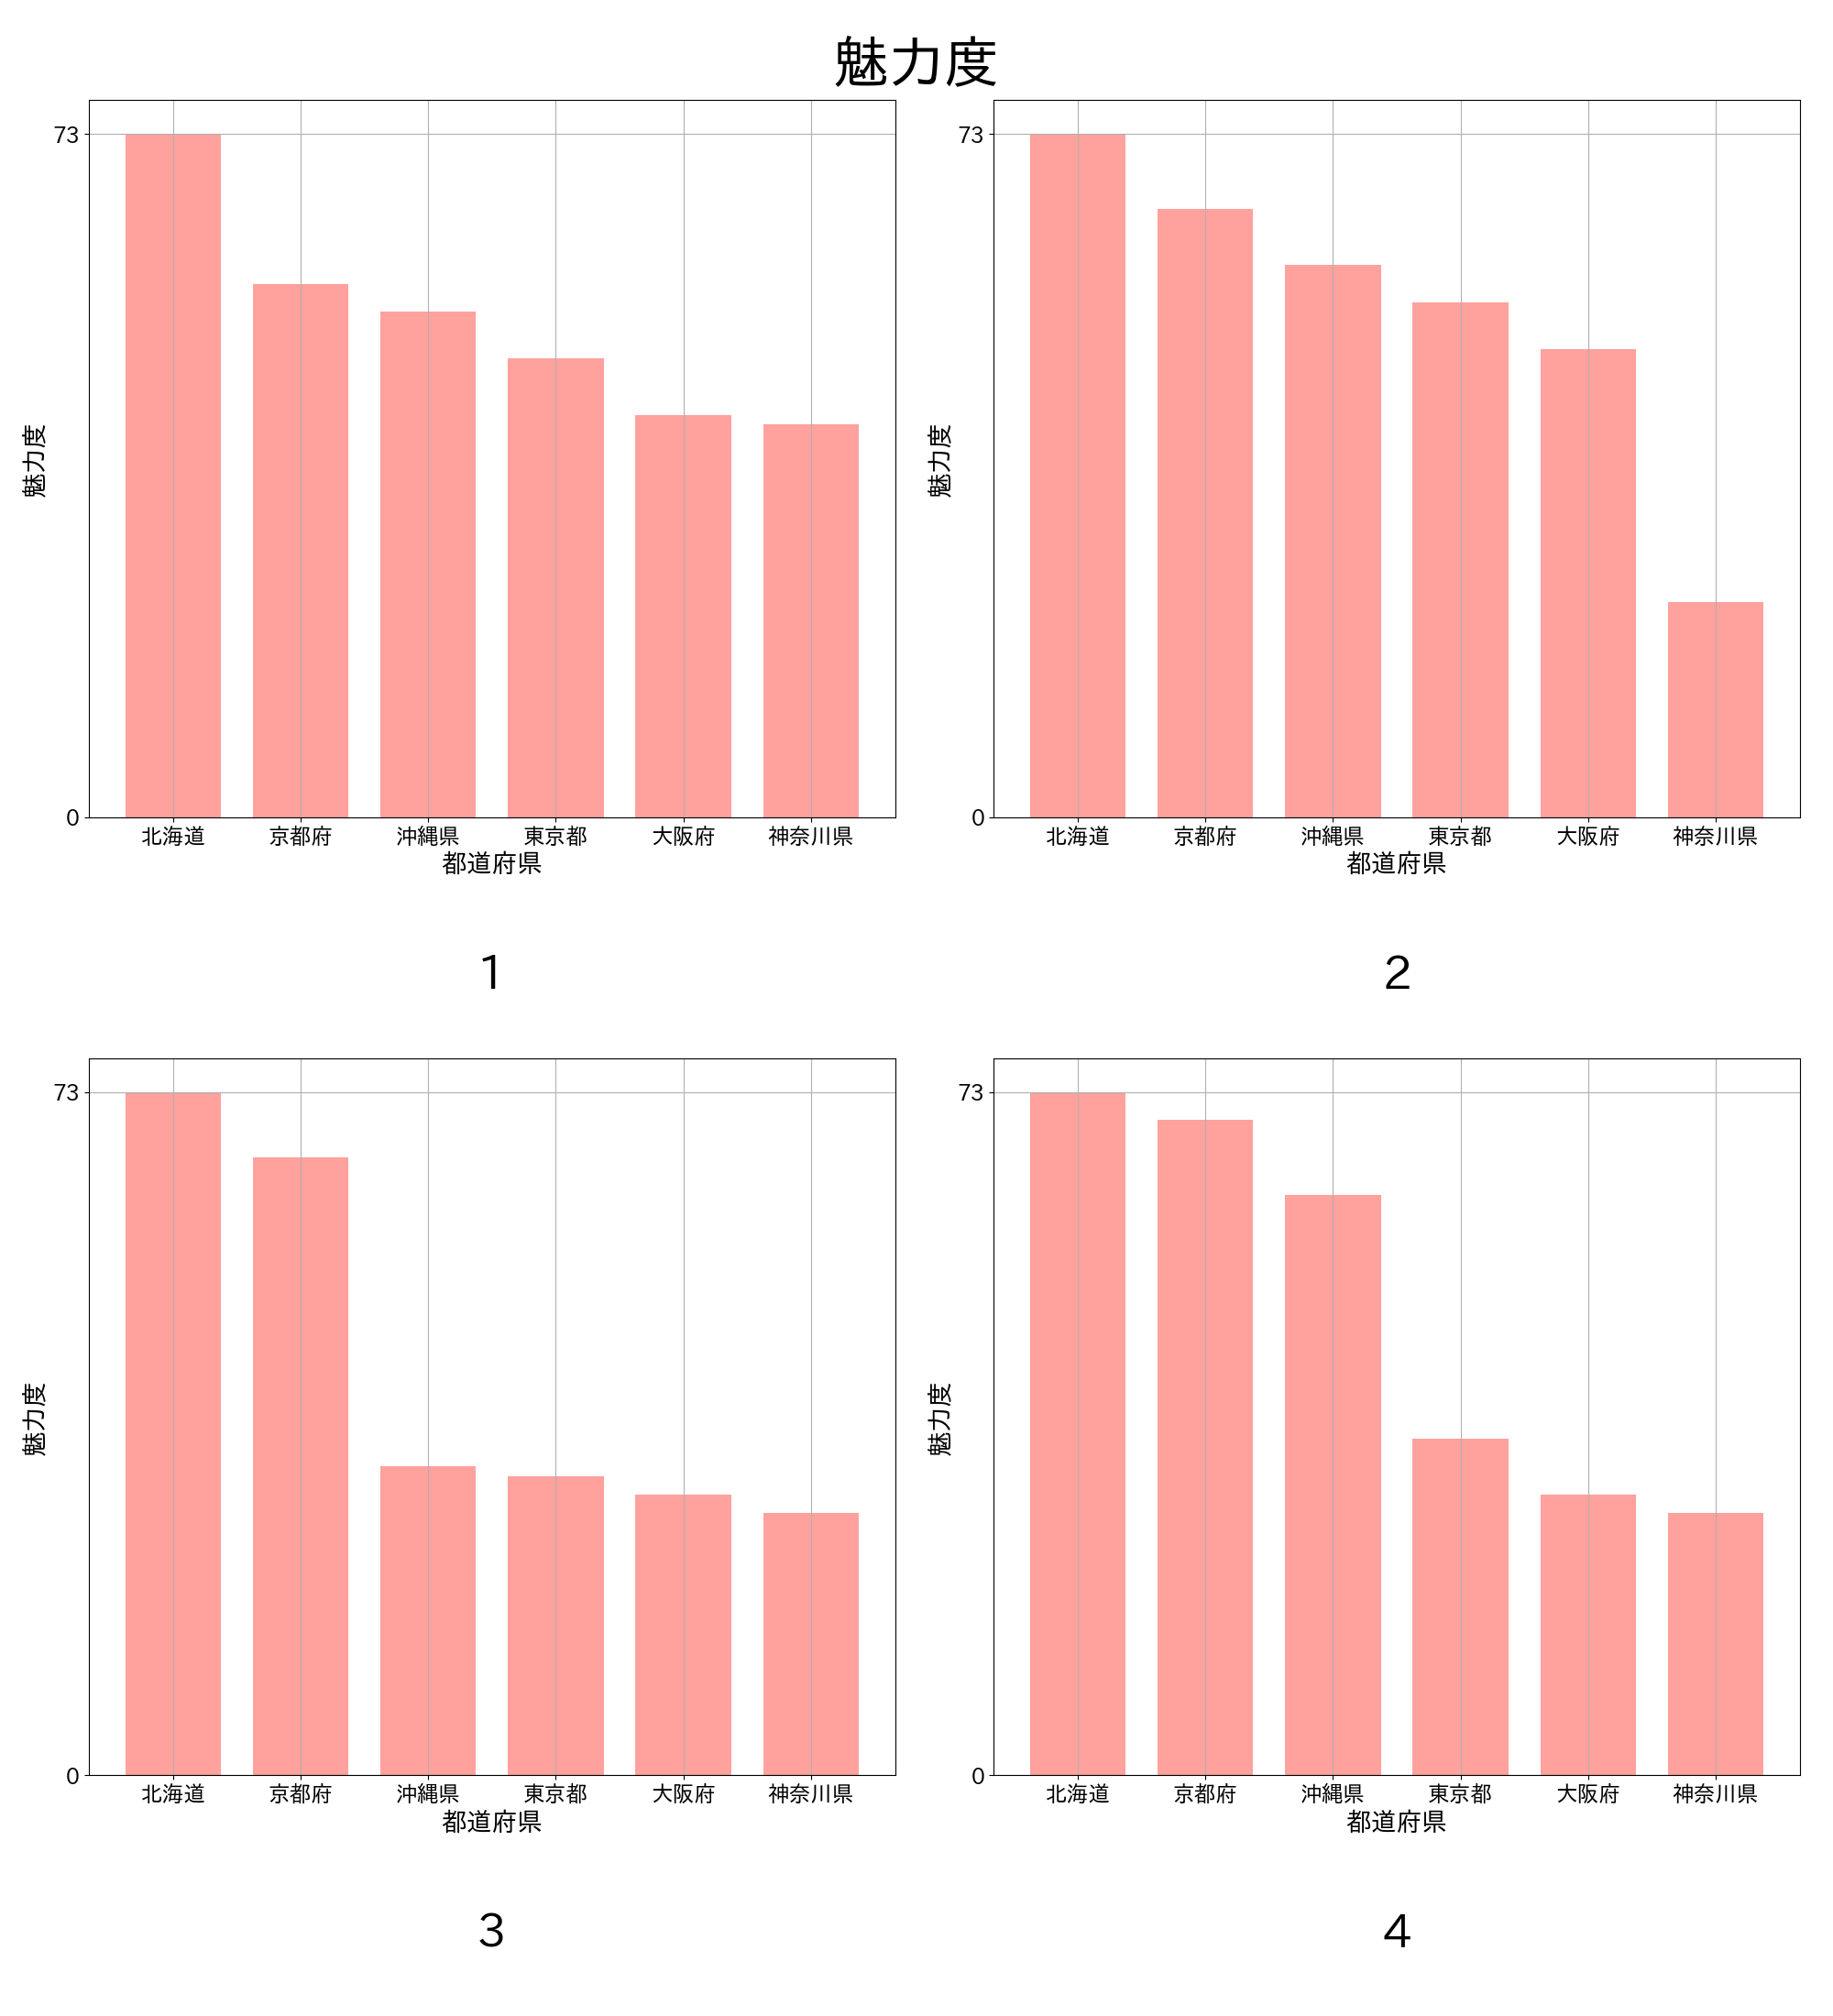 魅力度
73
0
魅力度
北海道 京都府 沖縄県 東京都 大阪府 神奈川県
都道府県
1
73
0
魅力度
北海道 京都府 沖縄県 東京都 大阪府 神奈川県
都道府県
2
73
0
魅力度
北海道 京都府 沖縄県 東京都 大阪府 神奈川県
都道府県
3
73
0
魅力度
北海道 京都府 沖縄県 東京都 大阪府 神奈川県
都道府県
4